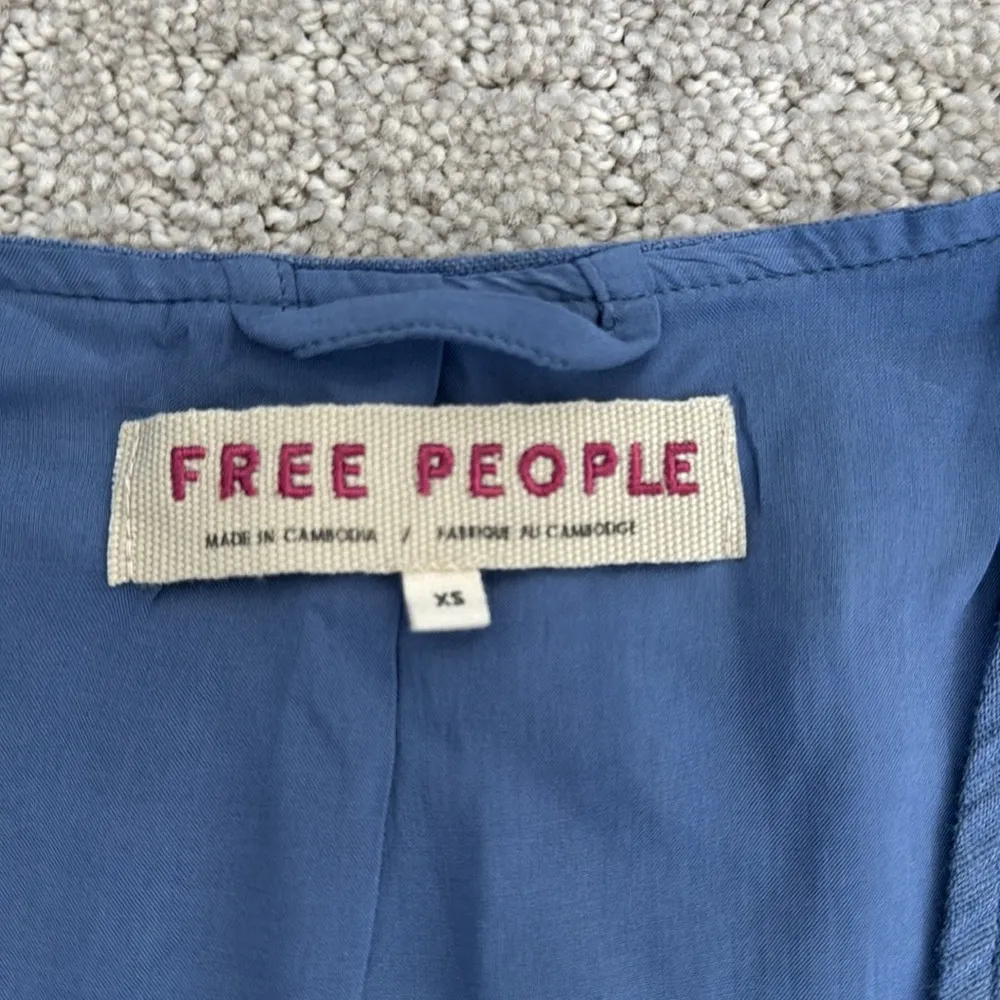 FREE PEOPLE
MADE IN CAMBODIA / FABRIQUE AU CAMBODGE
XS